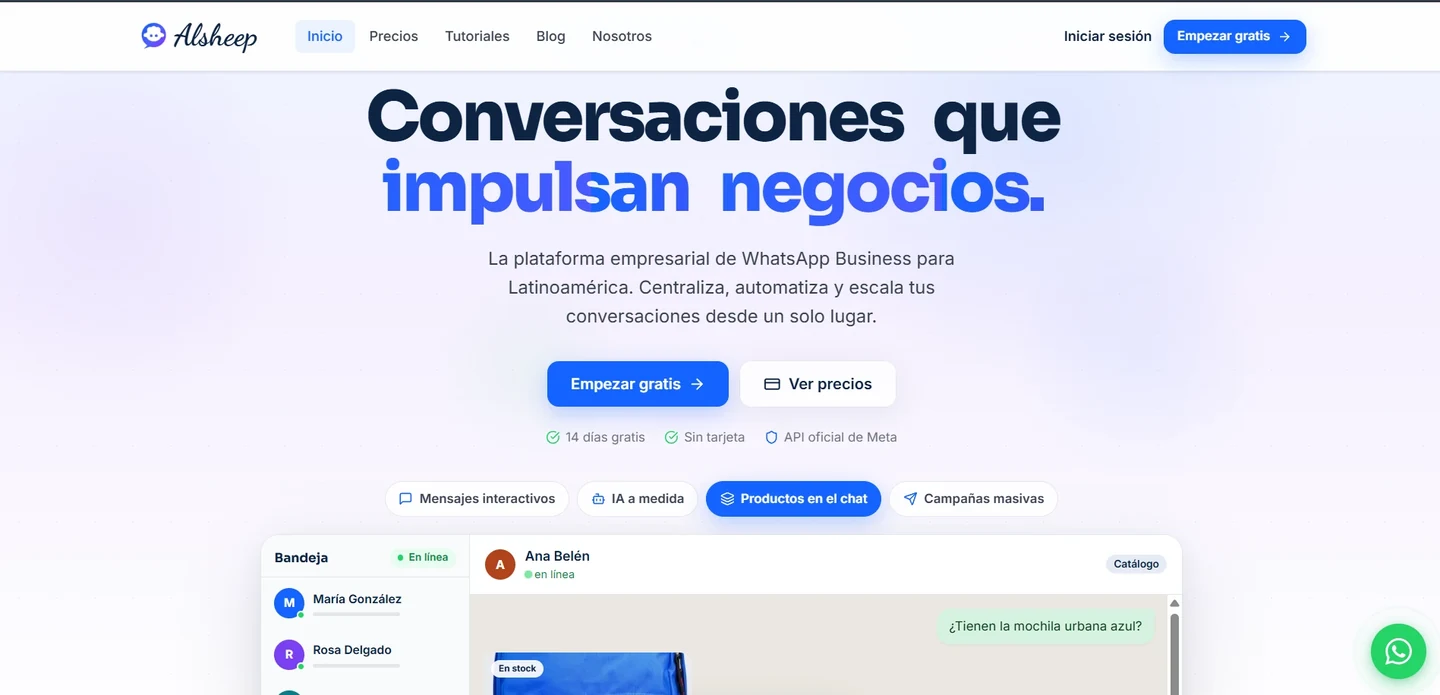 Alsheep
Inicio
Precios
Tutoriales
Blog
Nosotros
Iniciar sesión
Empezar gratis
Conversaciones que
impulsan negocios.
La plataforma empresarial de WhatsApp Business para
Latinoamérica. Centraliza, automatiza y escala tus
conversaciones desde un solo lugar.
Empezar gratis
Ver precios
14 días gratis
Sin tarjeta
API oficial de Meta
Mensajes interactivos
IA a medida
Productos en el chat
Campañas masivas
Bandeja
En línea
M
María González
R
Rosa Delgado
A
Ana Belén
en línea
Catálogo
¿Tienen la mochila urbana azul?
En stock